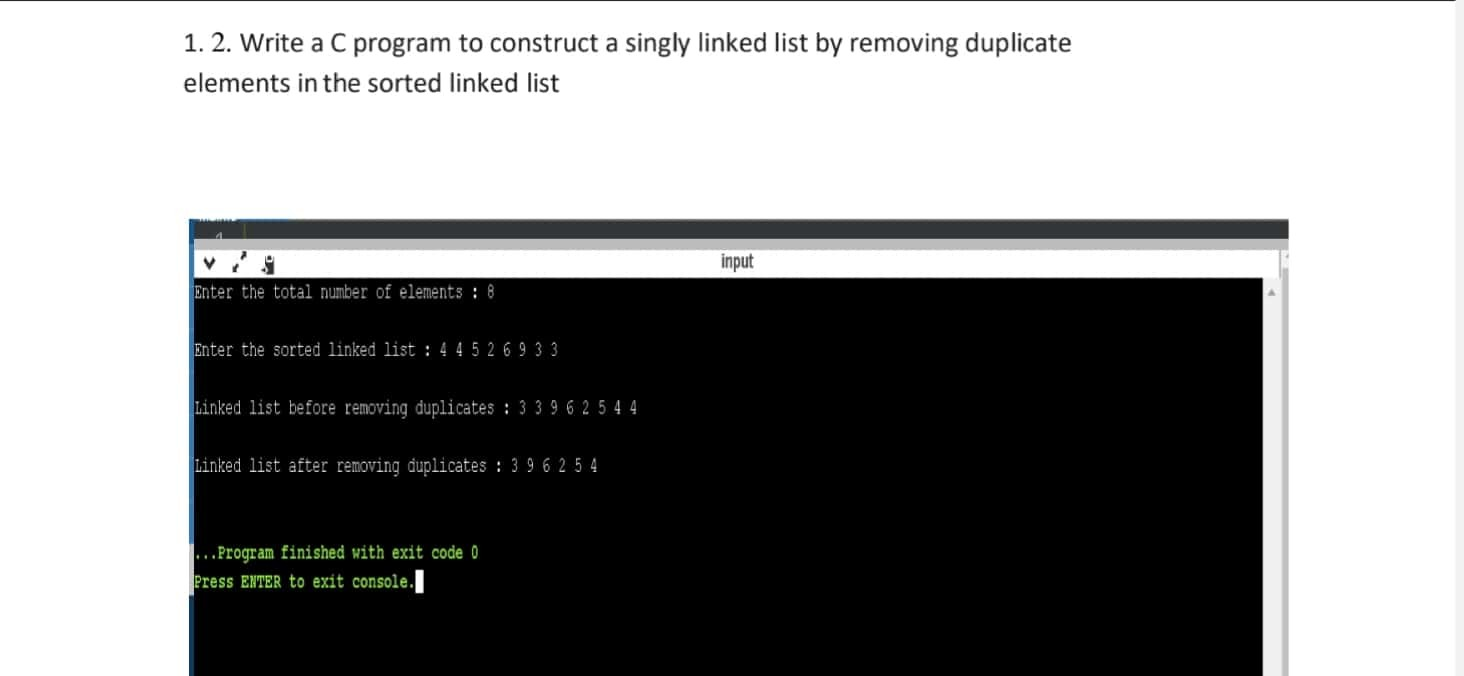 1. 2. Write a C program to construct a singly linked list by removing duplicate
elements in the sorted linked list
input
Enter the total number of elements : 8
Enter the sorted linked list : 4 4 5 2 6 9 3 3
Linked list before removing duplicates : 3 3 9 6 2 5 4 4
Linked list after removing duplicates : 3 9 6 2 5 4
...Program finished with exit code 0
Press ENTER to exit console.